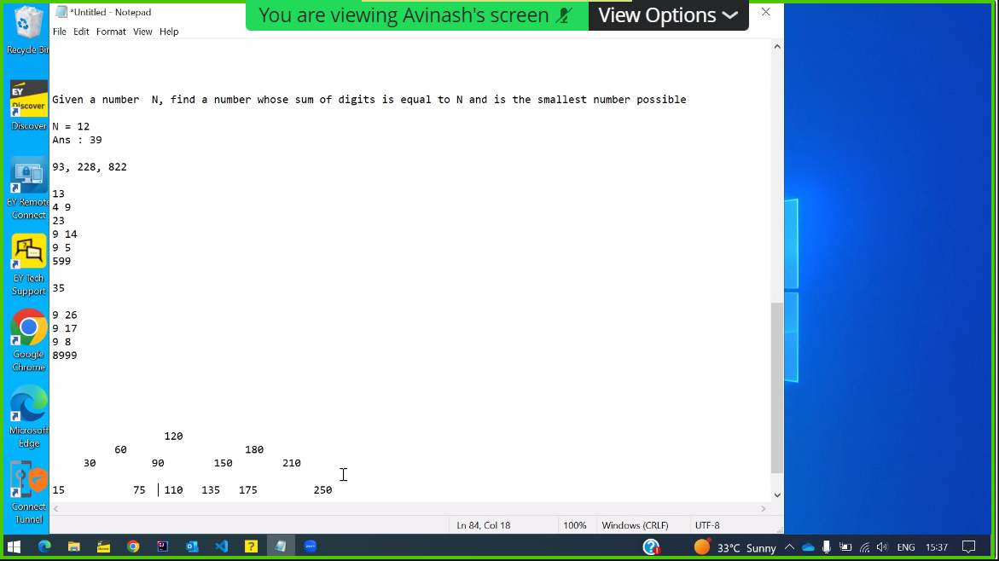 *Untitled - Notepad
You are viewing Avinash's screen
View Options
File Edit Format View Help
Recycle Bin
EY
Discover
Discover
EY Remote
Connect
EY Tech
Support
Google
Chrome
Microsoft
Edge
Connect
Tunnel
Given a number  N, find a number whose sum of digits is equal to N and is the smallest number possible
N = 12
Ans : 39
93, 228, 822
13
4 9
23
9 14
9 5
599
35
9 26
9 17
9 8
8999
120
60 180
30 90 150 210
15 75 110 135 175 250
Ln 84, Col 18 100% Windows (CRLF) UTF-8
33°C Sunny ENG 15:37